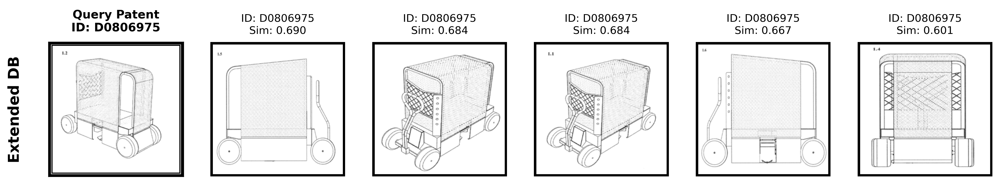 Query Patent
ID: D0806975
ID: D0806975
Sim: 0.690
ID: D0806975
Sim: 0.684
ID: D0806975
Sim: 0.684
ID: D0806975
Sim: 0.667
ID: D0806975
Sim: 0.601
Extended DB
1.2
1.5
1.1
1.6
1.4